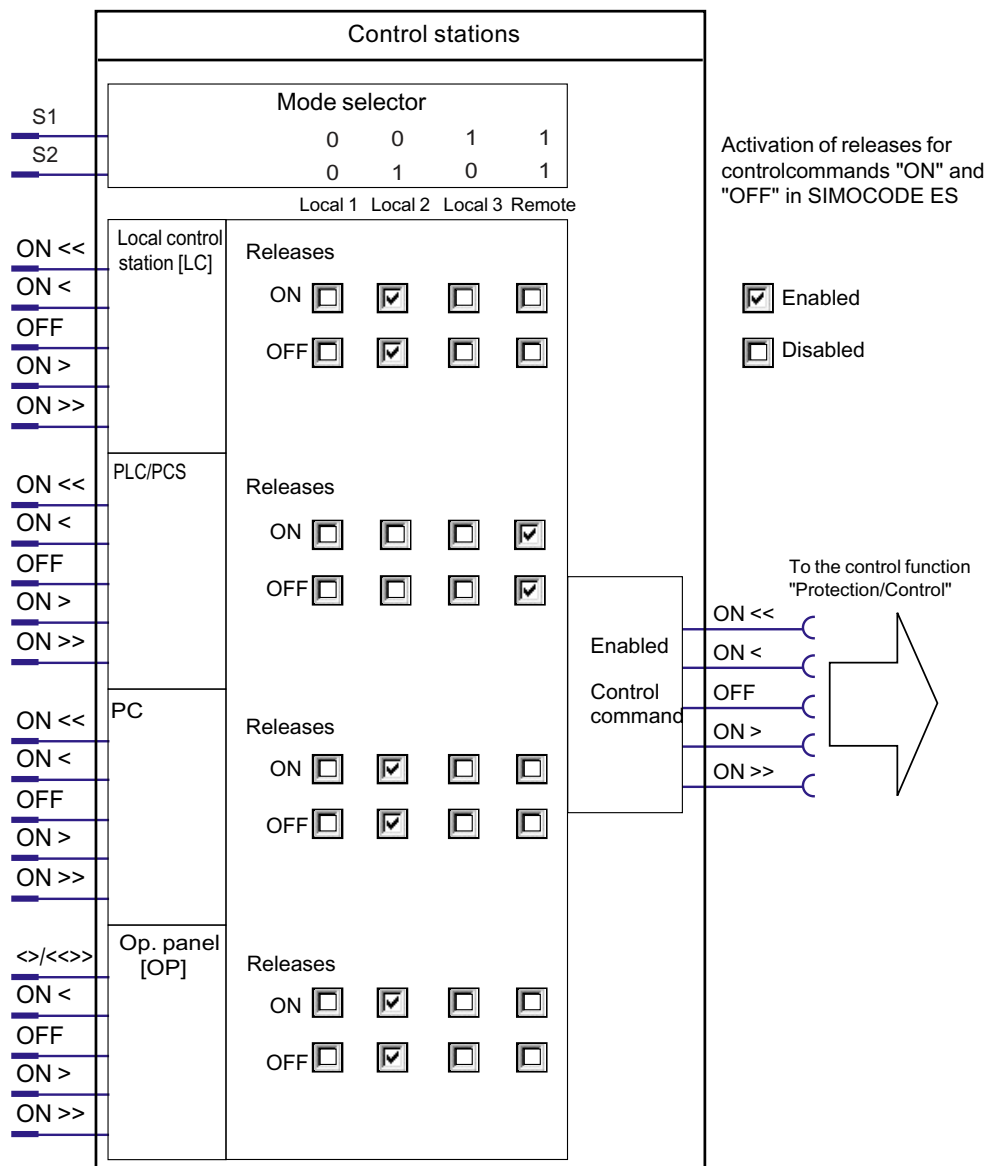 Control stations
Mode selector
S1
0 0 1 1
S2
0 1 0 1
Local 1 Local 2 Local 3 Remote
Activation of releases for
controlcommands "ON" and
"OFF" in SIMOCODE ES
Enabled
Disabled
Local control
station [LC]
ON <<
ON <
OFF
ON >
ON >>
Releases
ON
OFF
PLC/PCS
ON <<
ON <
OFF
ON >
ON >>
Releases
ON
OFF
PC
ON <<
ON <
OFF
ON >
ON >>
Releases
ON
OFF
Op. panel
[OP]
<>/<<>>
ON <
OFF
ON >
ON >>
Releases
ON
OFF
Enabled
Control
command
To the control function
"Protection/Control"
ON <<
ON <
OFF
ON >
ON >>